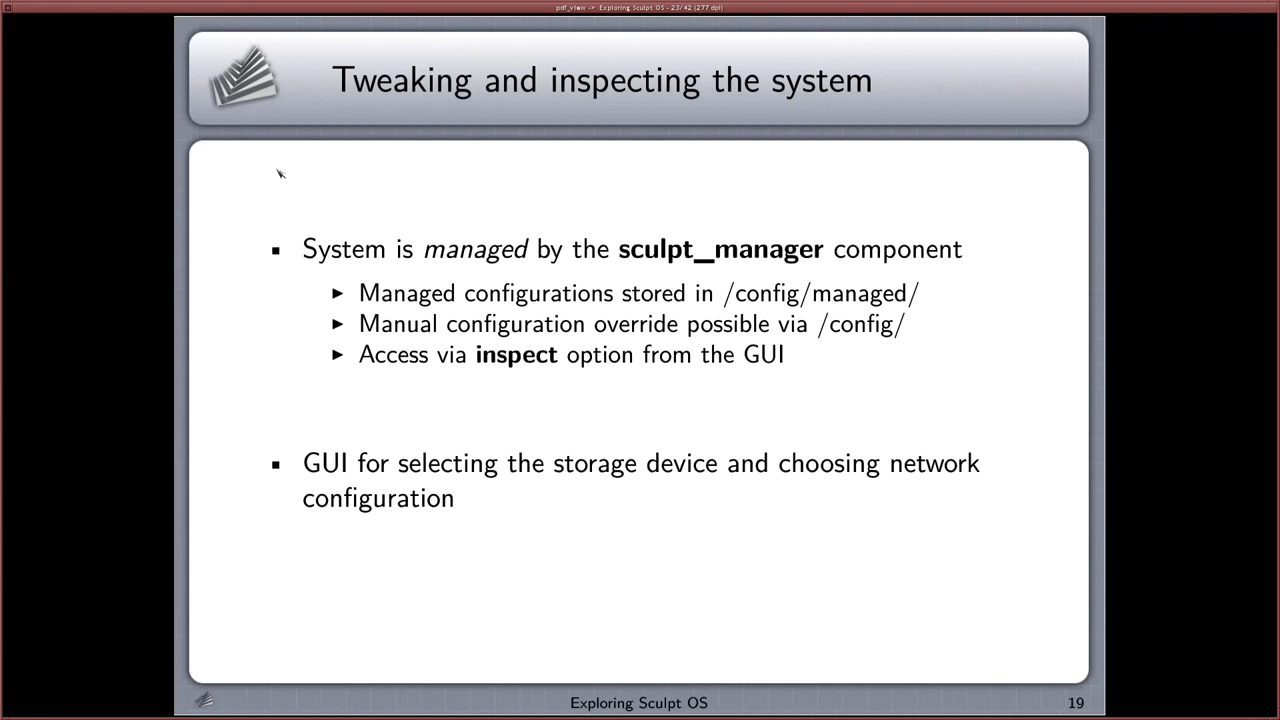 pdf_view -> Exploring Sculpt OS - 23/42 (277 dpi)
Tweaking and inspecting the system
▪ System is managed by the sculpt_manager component
▶ Managed configurations stored in /config/managed/
▶ Manual configuration override possible via /config/
▶ Access via inspect option from the GUI
▪ GUI for selecting the storage device and choosing network
configuration
Exploring Sculpt OS
19